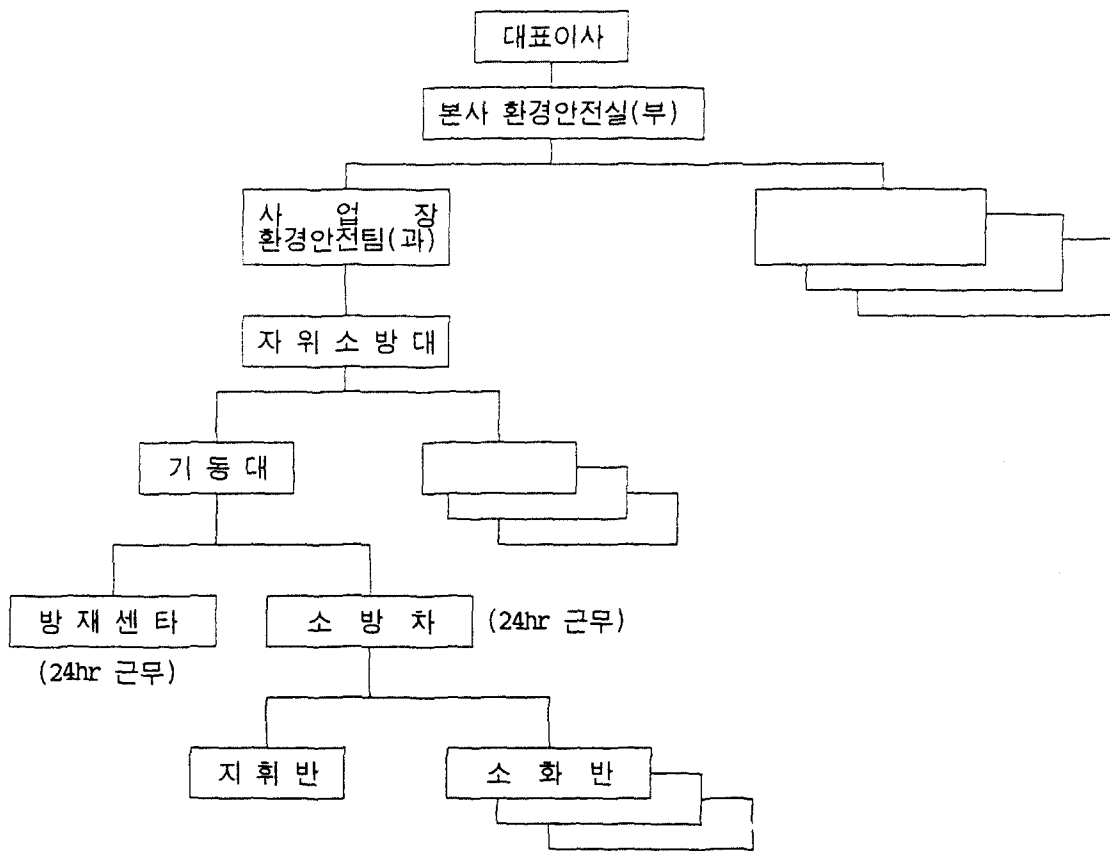 대표이사
본사 환경안전실(부)
사 업 장
환경안전팀(과)
자 위 소 방 대
기 동 대
방 재 센 타
소 방 차
(24hr 근무)
(24hr 근무)
지 휘 반
소 화 반